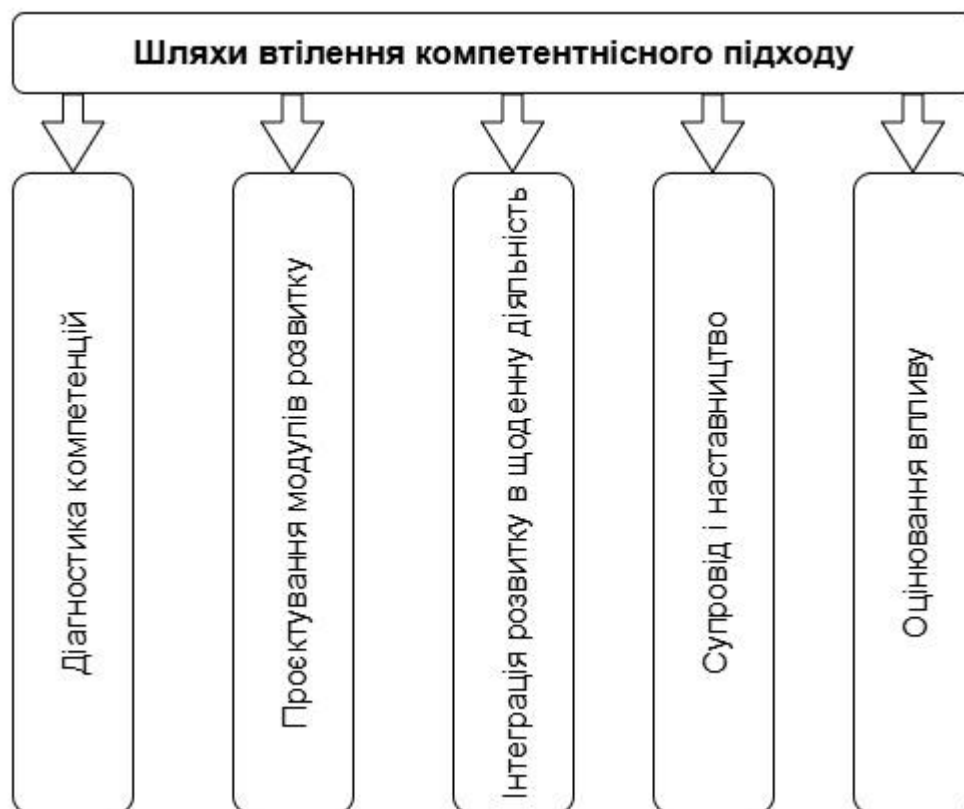 Шляхи втілення компетентнісного підходу
Діагностика компетенцій
Проєктування модулів розвитку
Інтеграція розвитку в щоденну діяльність
Супровід і наставництво
Оцінювання впливу